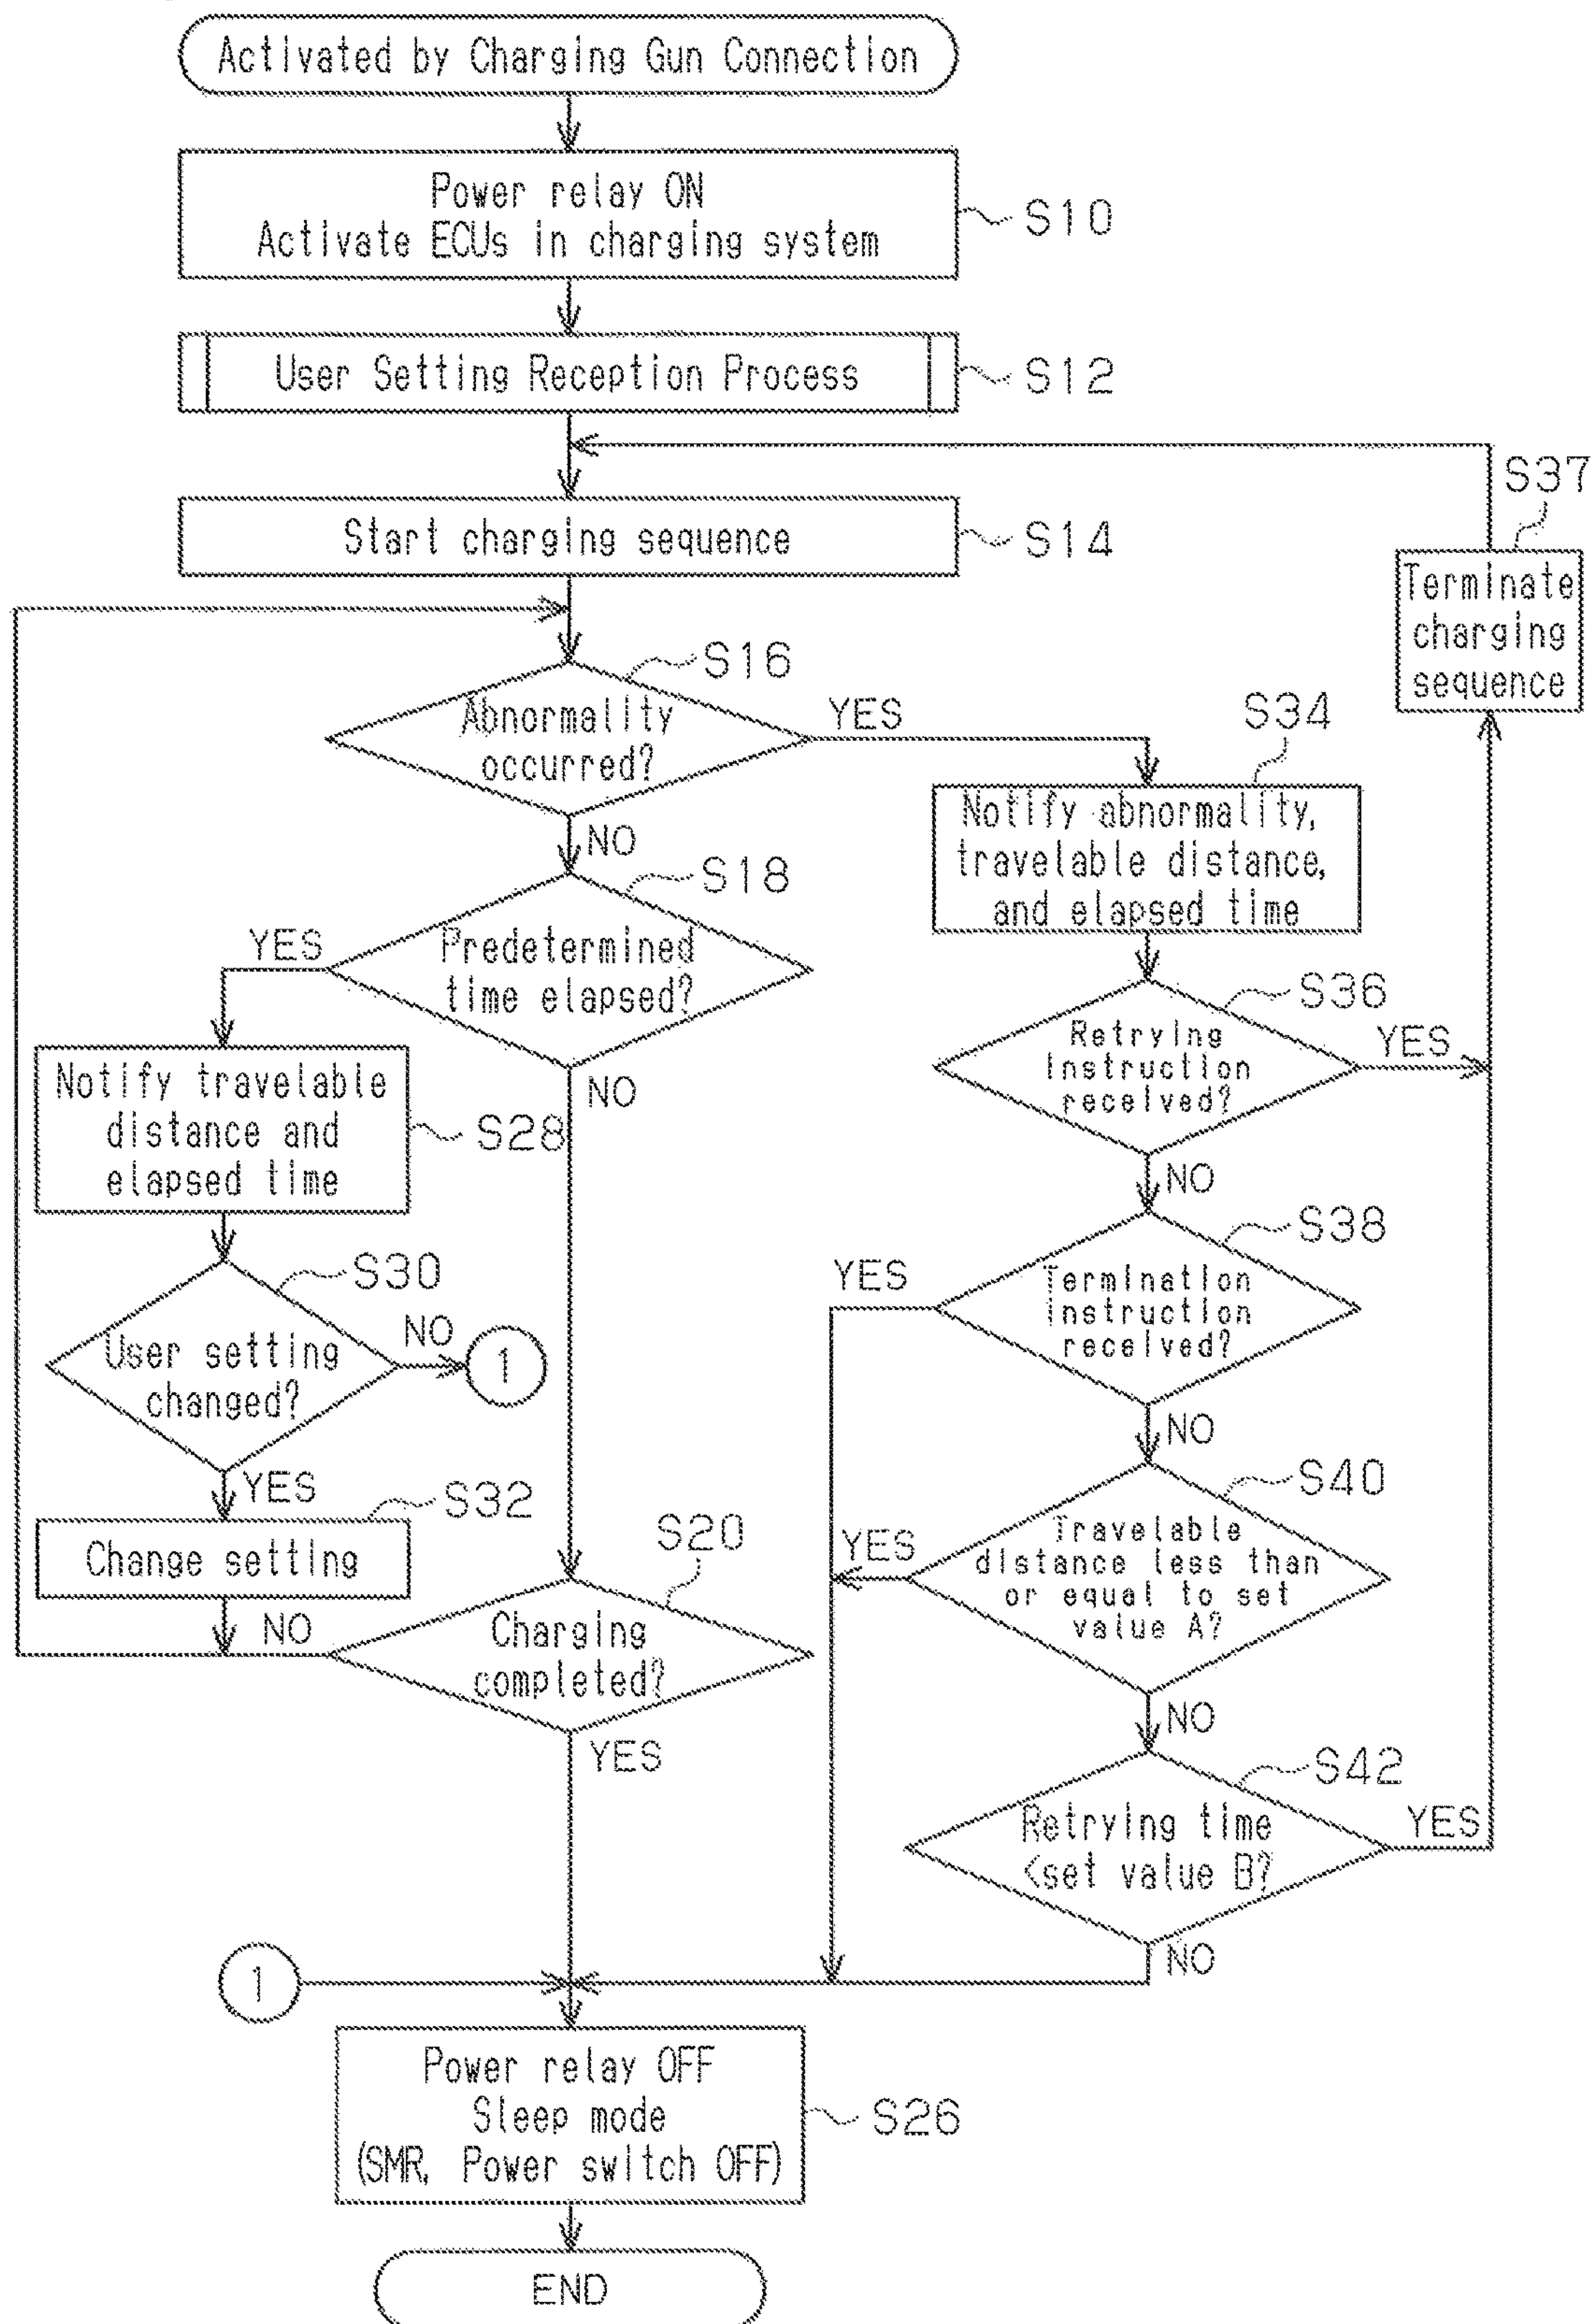 Activated by Charging Gun Connection
Power relay ON
Activate ECUs in charging system
S10
User Setting Reception Process
S12
S37
Start charging sequence
S14
Terminate
charging
sequence
S16
Abnormality
occurred?
YES
S34
NO
Notify abnormality,
travelable distance,
and elapsed time
S18
YES
Predetermined
time elapsed?
S36
Retrying
instruction
received?
YES
NO
Notify travelable
distance and
elapsed time
S28
NO
S38
S30
YES
Termination
instruction
received?
User setting
changed?
NO
1
NO
YES
S32
S40
Change setting
S20
YES
Travelable
distance less than
or equal to set
value A?
NO
Charging
completed?
NO
YES
S42
Retrying time
<set value B?
YES
NO
1
Power relay OFF
Sleep mode
(SMR, Power switch OFF)
S26
END